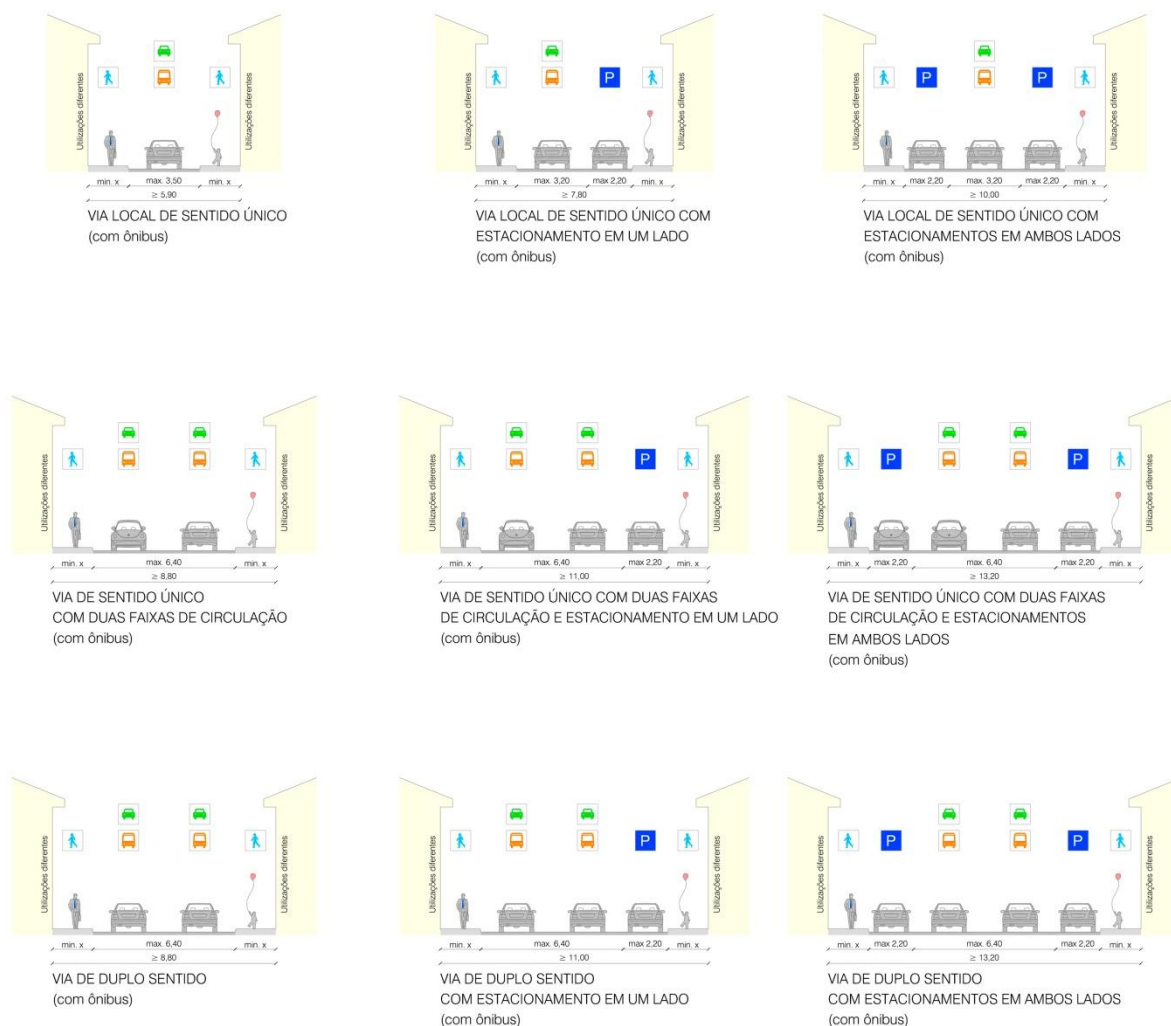 Utilizações diferentes
P
Utilizações diferentes
min. x max. 3,50 min. x
≥ 5,90
VIA LOCAL DE SENTIDO ÚNICO
(com ônibus)
Utilizações diferentes
P
Utilizações diferentes
min. x max. 3,20 max 2,20 min. x
≥ 7,80
VIA LOCAL DE SENTIDO ÚNICO COM
ESTACIONAMENTO EM UM LADO
(com ônibus)
Utilizações diferentes
P P
Utilizações diferentes
min. x max 2,20 max. 3,20 max 2,20 min. x
≥ 10,00
VIA LOCAL DE SENTIDO ÚNICO COM
ESTACIONAMENTOS EM AMBOS LADOS
(com ônibus)
Utilizações diferentes
Utilizações diferentes
min. x max. 6,40 min. x
≥ 8,80
VIA DE SENTIDO ÚNICO
COM DUAS FAIXAS DE CIRCULAÇÃO
(com ônibus)
Utilizações diferentes
P
Utilizações diferentes
min. x max. 6,40 max 2,20 min. x
≥ 11,00
VIA DE SENTIDO ÚNICO COM DUAS FAIXAS
DE CIRCULAÇÃO E ESTACIONAMENTO EM UM LADO
(com ônibus)
Utilizações diferentes
P P
Utilizações diferentes
min. x max 2,20 max. 6,40 max 2,20 min. x
≥ 13,20
VIA DE SENTIDO ÚNICO COM DUAS FAIXAS
DE CIRCULAÇÃO E ESTACIONAMENTOS
EM AMBOS LADOS
(com ônibus)
Utilizações diferentes
Utilizações diferentes
min. x max. 6,40 min. x
≥ 8,80
VIA DE DUPLO SENTIDO
(com ônibus)
Utilizações diferentes
P
Utilizações diferentes
min. x max. 6,40 max 2,20 min. x
≥ 11,00
VIA DE DUPLO SENTIDO
COM ESTACIONAMENTO EM UM LADO
(com ônibus)
Utilizações diferentes
P P
Utilizações diferentes
min. x max 2,20 max. 6,40 max 2,20 min. x
≥ 13,20
VIA DE DUPLO SENTIDO
COM ESTACIONAMENTOS EM AMBOS LADOS
(com ônibus)